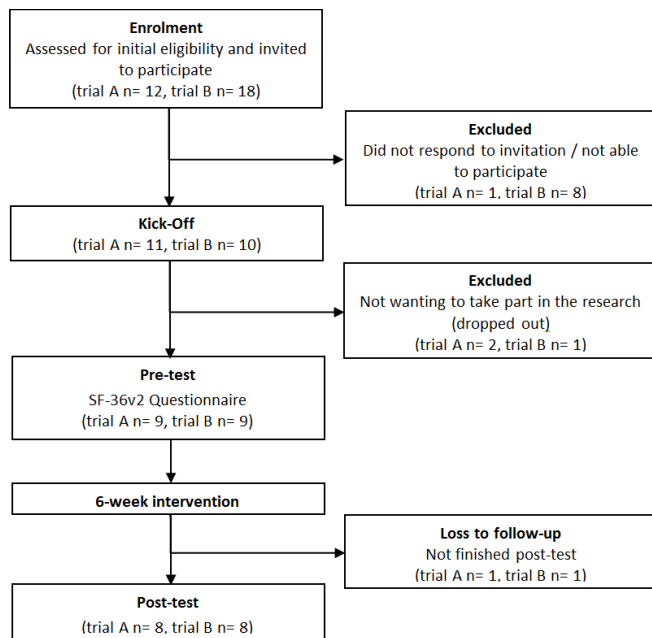 Enrolment
Assessed for initial eligibility and invited
to participate
(trial A n= 12, trial B n= 18)
Excluded
Did not respond to invitation / not able
to participate
(trial A n= 1, trial B n= 8)
Kick-Off
(trial A n= 11, trial B n= 10)
Excluded
Not wanting to take part in the research
(dropped out)
(trial A n= 2, trial B n= 1)
Pre-test
SF-36v2 Questionnaire
(trial A n= 9, trial B n= 9)
6-week intervention
Loss to follow-up
Not finished post-test
(trial A n= 1, trial B n= 1)
Post-test
(trial A n= 8, trial B n= 8)